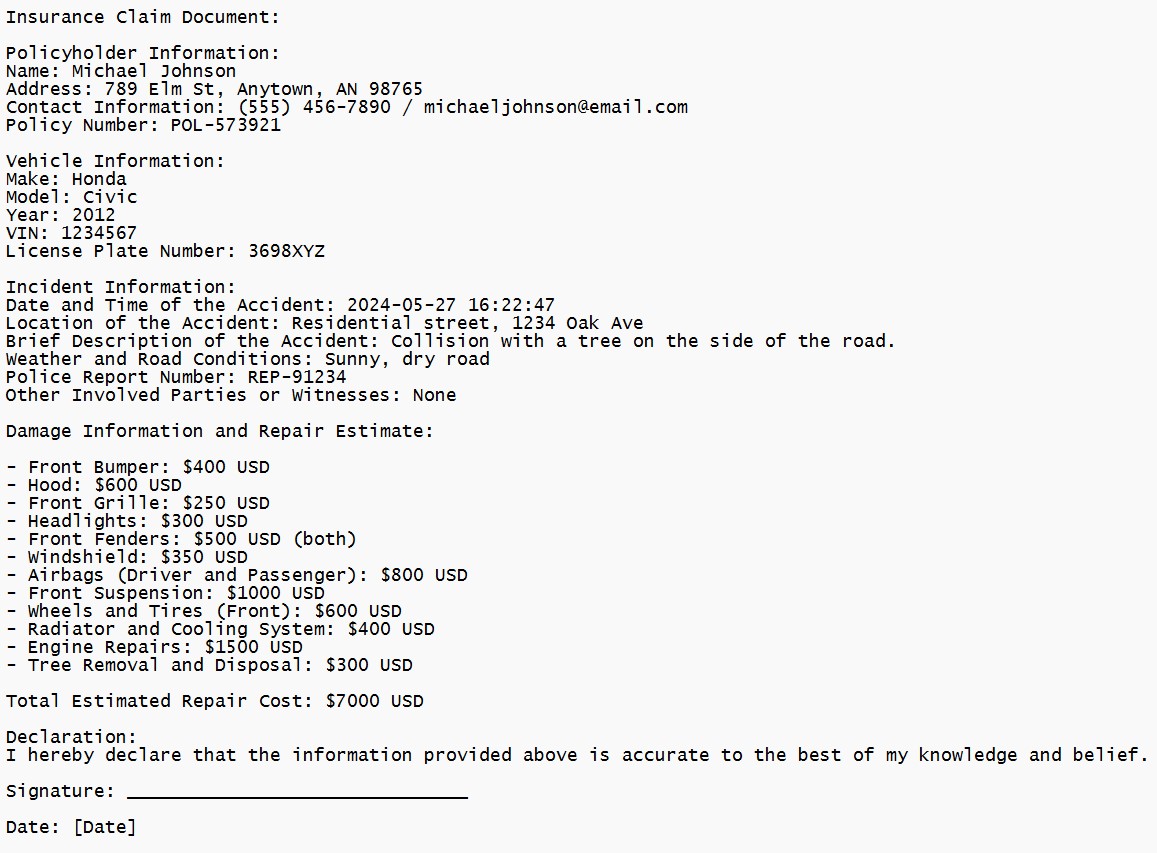 Insurance Claim Document:
Policyholder Information:
Name: Michael Johnson
Address: 789 Elm St, Anytown, AN 98765
Contact Information: (555) 456-7890 / michaeljohnson@email.com
Policy Number: POL-573921
Vehicle Information:
Make: Honda
Model: Civic
Year: 2012
VIN: 1234567
License Plate Number: 3698XYZ
Incident Information:
Date and Time of the Accident: 2024-05-27 16:22:47
Location of the Accident: Residential street, 1234 Oak Ave
Brief Description of the Accident: Collision with a tree on the side of the road.
Weather and Road Conditions: Sunny, dry road
Police Report Number: REP-91234
Other Involved Parties or Witnesses: None
Damage Information and Repair Estimate:
- Front Bumper: $400 USD
- Hood: $600 USD
- Front Grille: $250 USD
- Headlights: $300 USD
- Front Fenders: $500 USD (both)
- Windshield: $350 USD
- Airbags (Driver and Passenger): $800 USD
- Front Suspension: $1000 USD
- Wheels and Tires (Front): $600 USD
- Radiator and Cooling System: $400 USD
- Engine Repairs: $1500 USD
- Tree Removal and Disposal: $300 USD
Total Estimated Repair Cost: $7000 USD
Declaration:
I hereby declare that the information provided above is accurate to the best of my knowledge and belief.
Signature: _______________________________
Date: [Date]